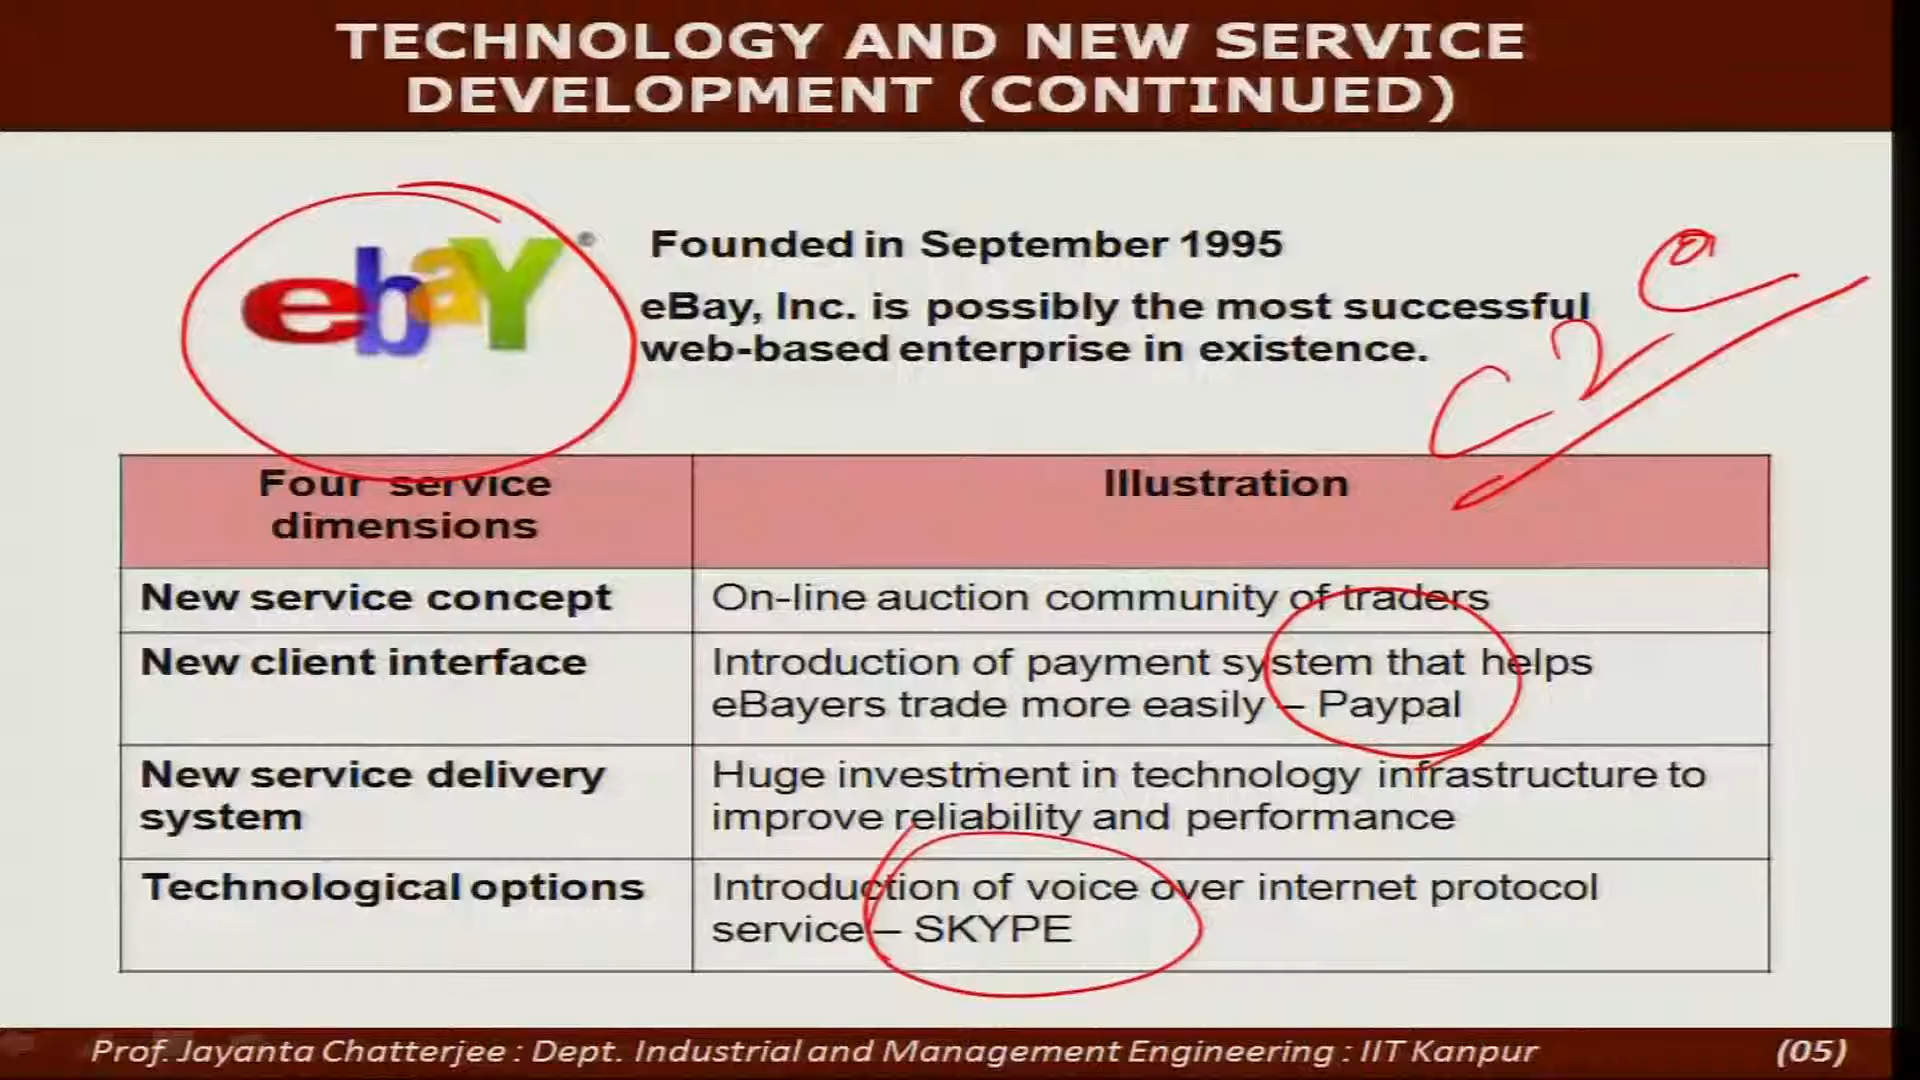 TECHNOLOGY AND NEW SERVICE
DEVELOPMENT (CONTINUED)
ebaY®
Founded in September 1995
eBay, Inc. is possibly the most successful
web-based enterprise in existence.
C2C
Four service
dimensions
Illustration
New service concept
On-line auction community of traders
New client interface
Introduction of payment system that helps
eBayers trade more easily – Paypal
New service delivery
system
Huge investment in technology infrastructure to
improve reliability and performance
Technological options
Introduction of voice over internet protocol
service – SKYPE
Prof. Jayanta Chatterjee : Dept. Industrial and Management Engineering : IIT Kanpur
(05)